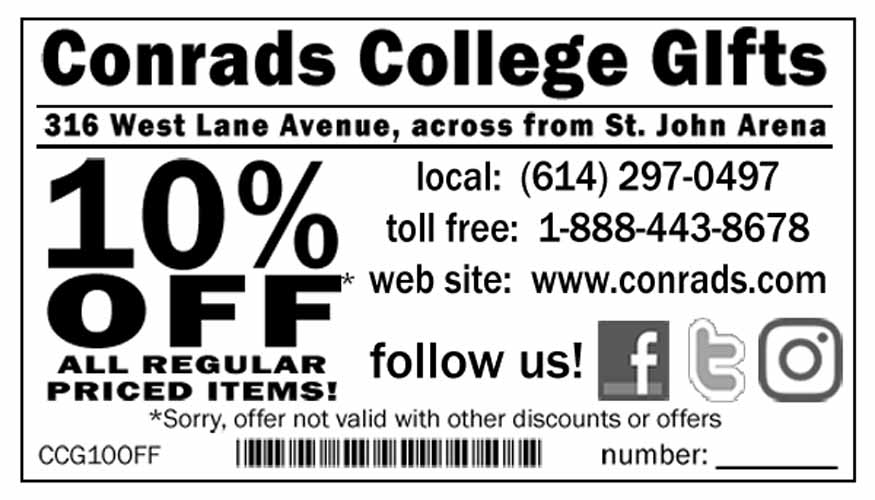 Conrads College GIfts
316 West Lane Avenue, across from St. John Arena
10%
OFF*
ALL REGULAR
PRICED ITEMS!
local: (614) 297-0497
toll free: 1-888-443-8678
web site: www.conrads.com
follow us!
*Sorry, offer not valid with other discounts or offers
CCG10OFF
number: ________